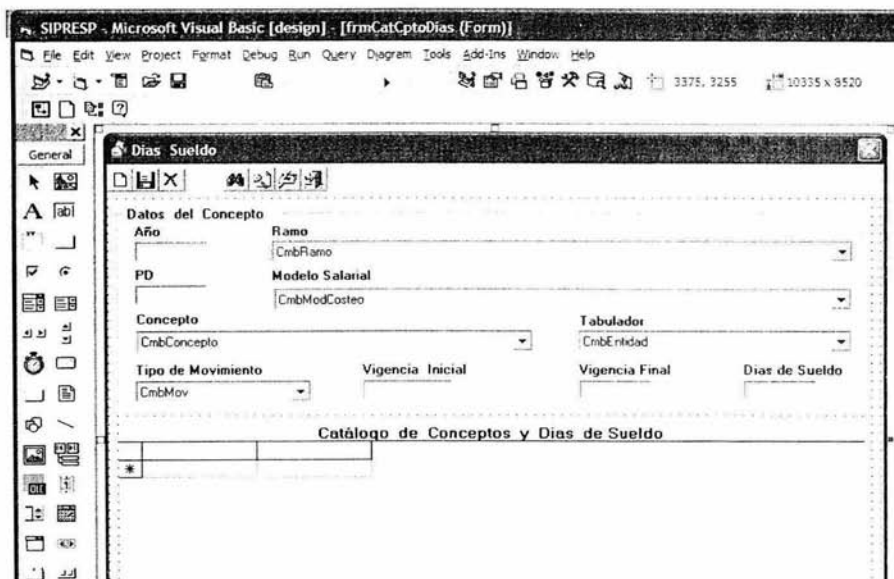 SIPRESP - Microsoft Visual Basic [design] - [frmCatCptoDias (Form)]
File Edit View Project Format Debug Run Query Diagram Tools Add-Ins Window Help
3375, 3255 10335 x 8520
General
Dias Sueldo
A ab
Datos del Concepto
Año Ramo
CmbRamo
PD Modelo Salarial
CmbModCosteo
Concepto Tabulador
CmbConcepto CmbEntidad
Tipo de Movimiento Vigencia Inicial Vigencia Final Dias de Sueldo
CmbMov
Catálogo de Conceptos y Dias de Sueldo
OLE